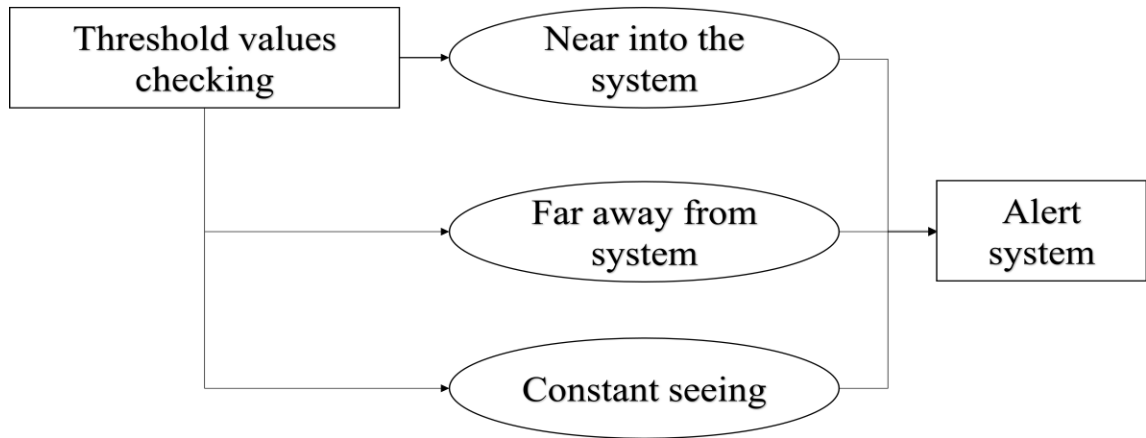 Threshold values
checking
Near into the
system
Far away from
system
Alert
system
Constant seeing